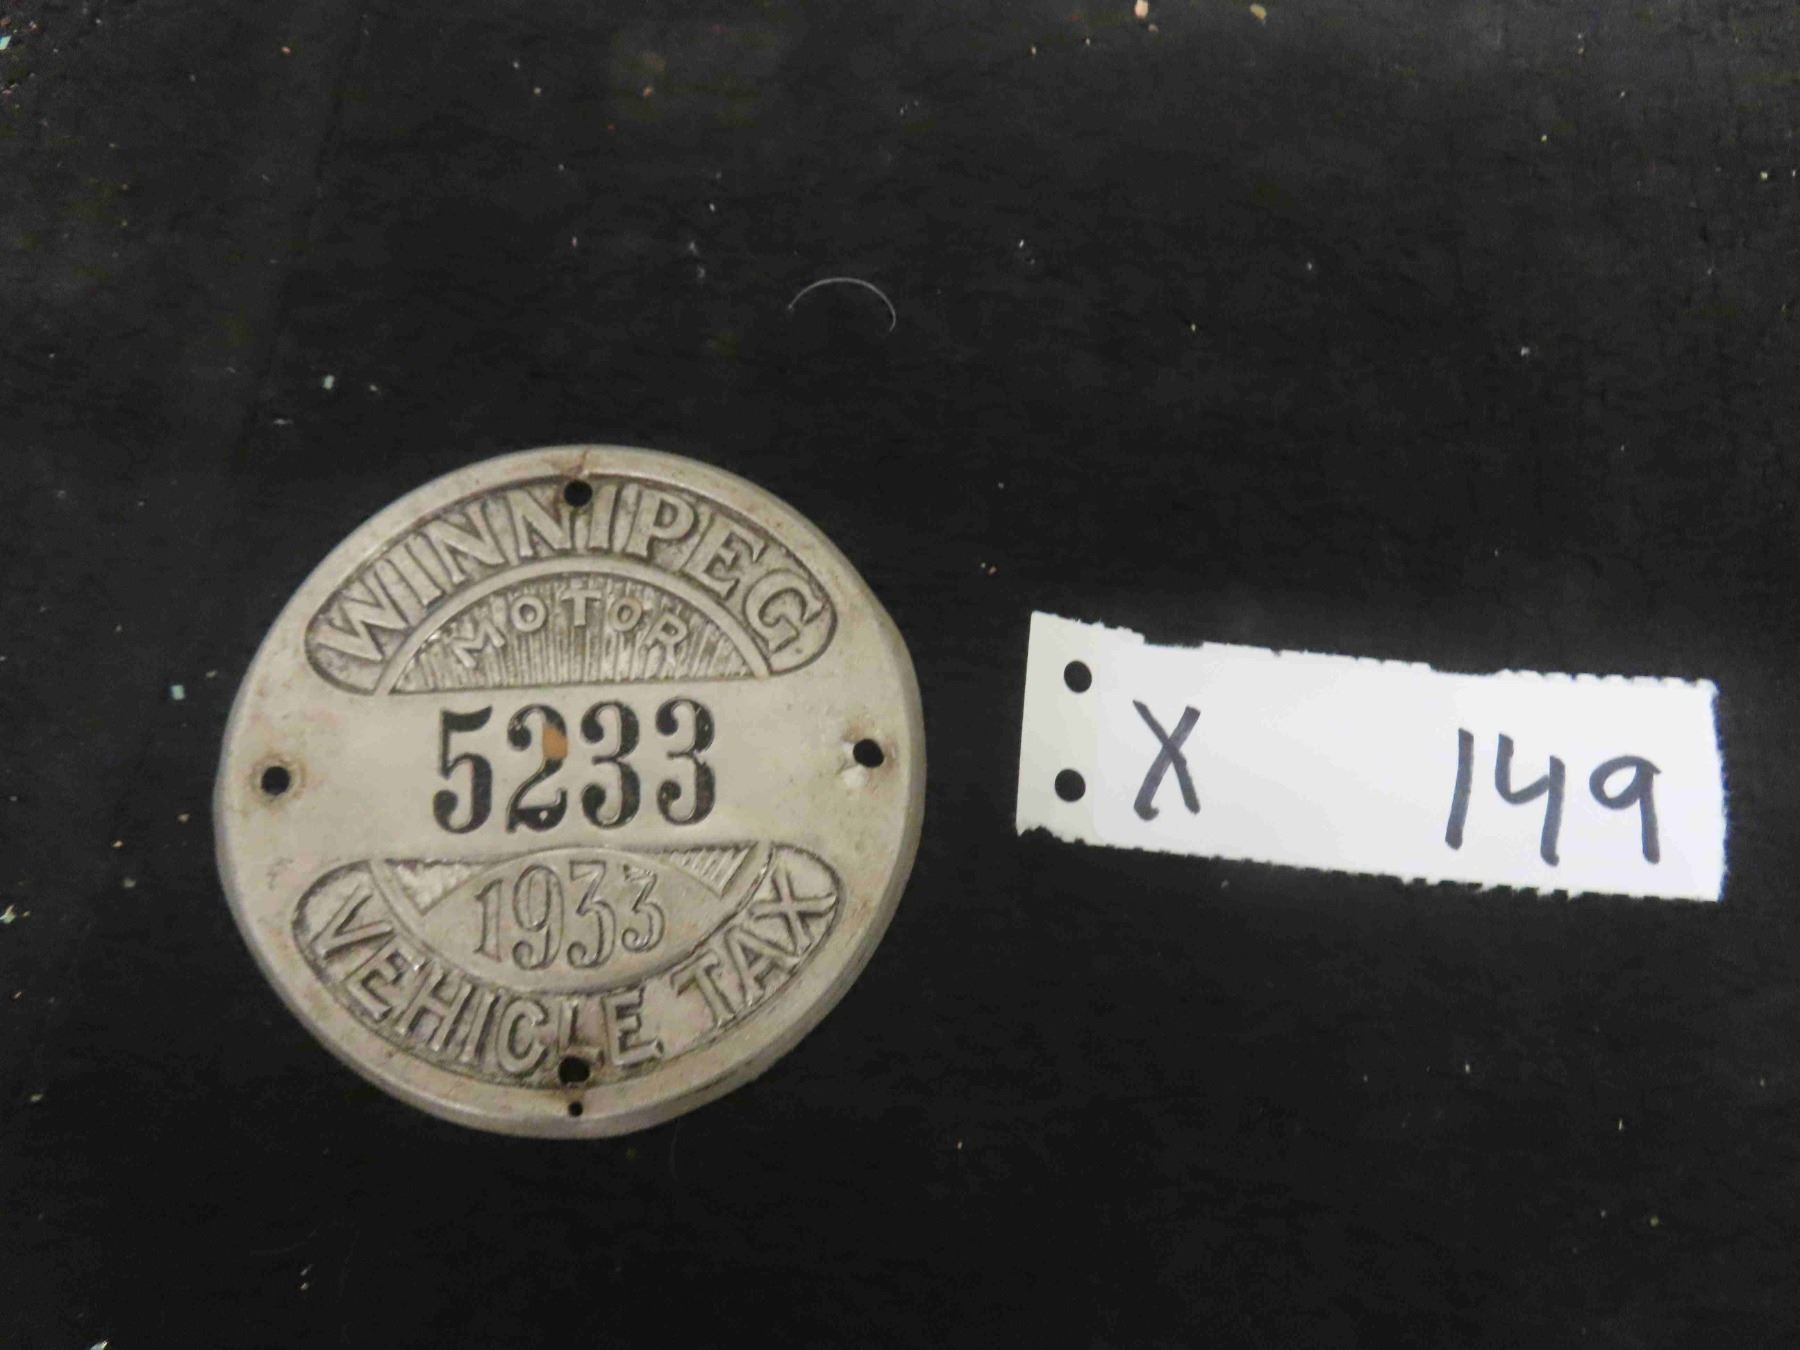 WINNIPEG
MOTOR
5233
1933
VEHICLE TAX
X 149